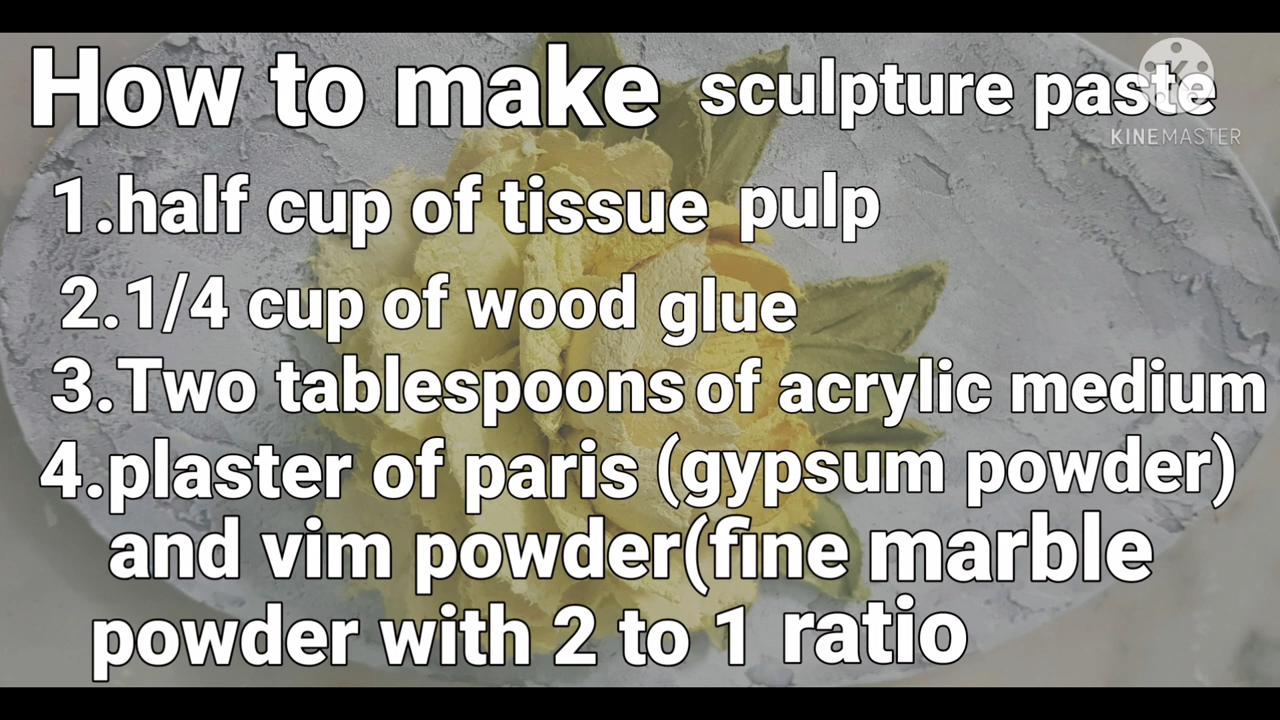 How to make sculpture paste
KINEMASTER
1.half cup of tissue pulp
2.1/4 cup of wood glue
3.Two tablespoons of acrylic medium
4.plaster of paris (gypsum powder)
and vim powder(fine marble
powder with 2 to 1 ratio